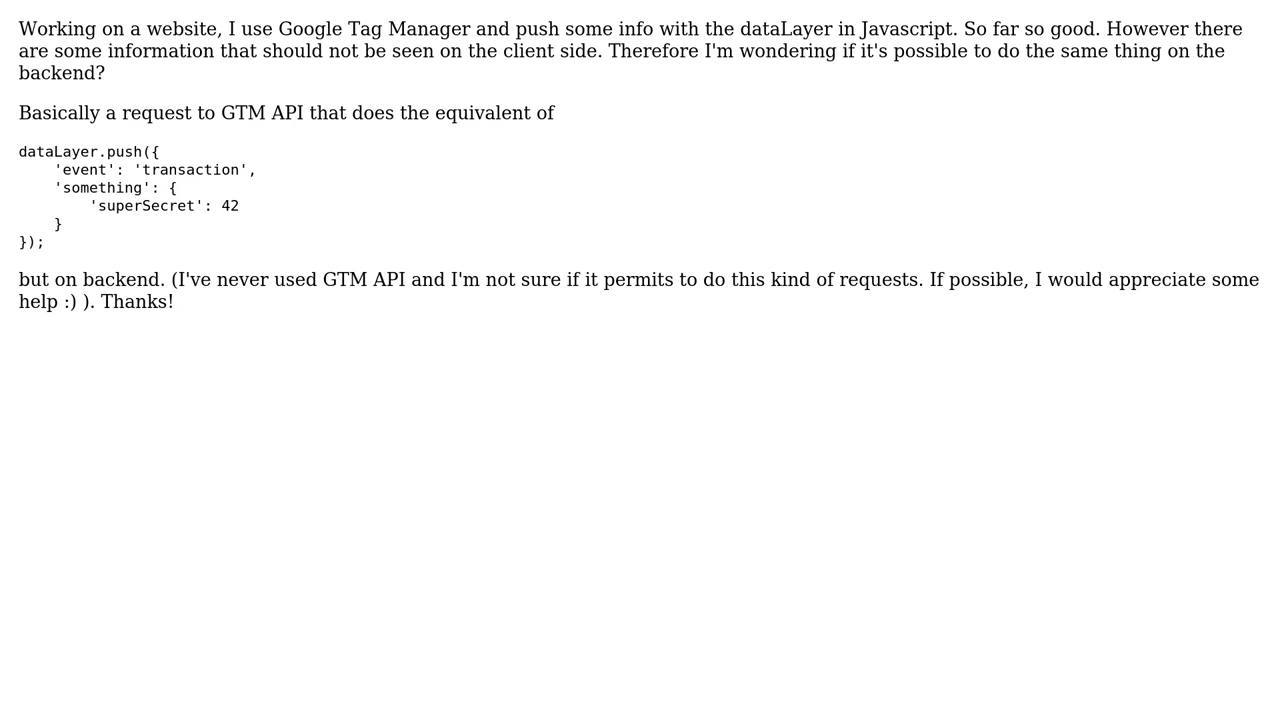 Working on a website, I use Google Tag Manager and push some info with the dataLayer in Javascript. So far so good. However there
are some information that should not be seen on the client side. Therefore I'm wondering if it's possible to do the same thing on the
backend?
Basically a request to GTM API that does the equivalent of
dataLayer.push({
    'event': 'transaction',
    'something': {
        'superSecret': 42
    }
});
but on backend. (I've never used GTM API and I'm not sure if it permits to do this kind of requests. If possible, I would appreciate some
help :) ). Thanks!